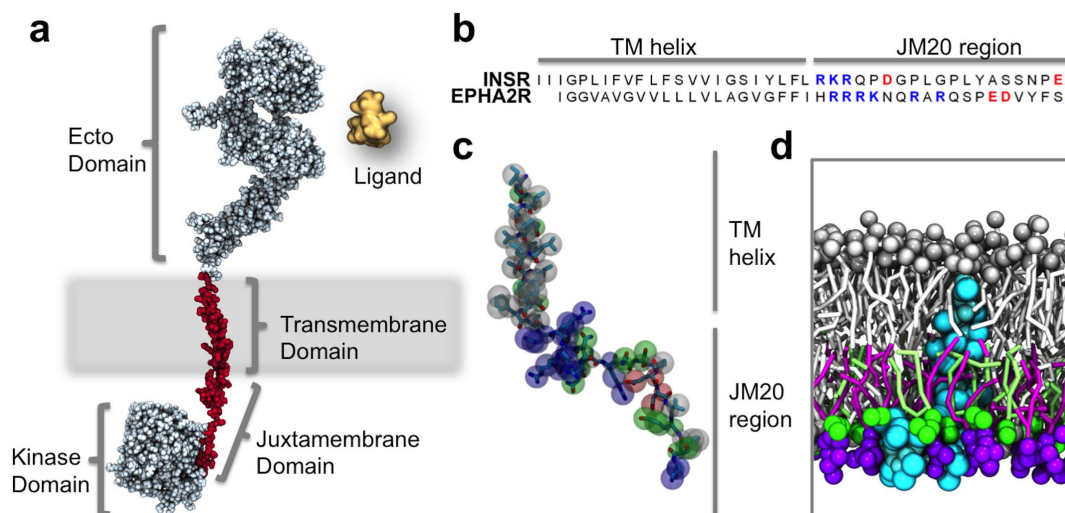 a
Ecto
Domain
Ligand
Transmembrane
Domain
Juxtamembrane
Domain
Kinase
Domain
b
TM helix JM20 region
INSR IIIGPLIFVFLFSVVIGSIYLFLRKRQPDGPLGPLYASSNPE
EPHA2R IGGVAVGVVLLLVLAGVGFFIHRRRKNQRARQSPEDVYFS
c
TM
helix
JM20
region
d